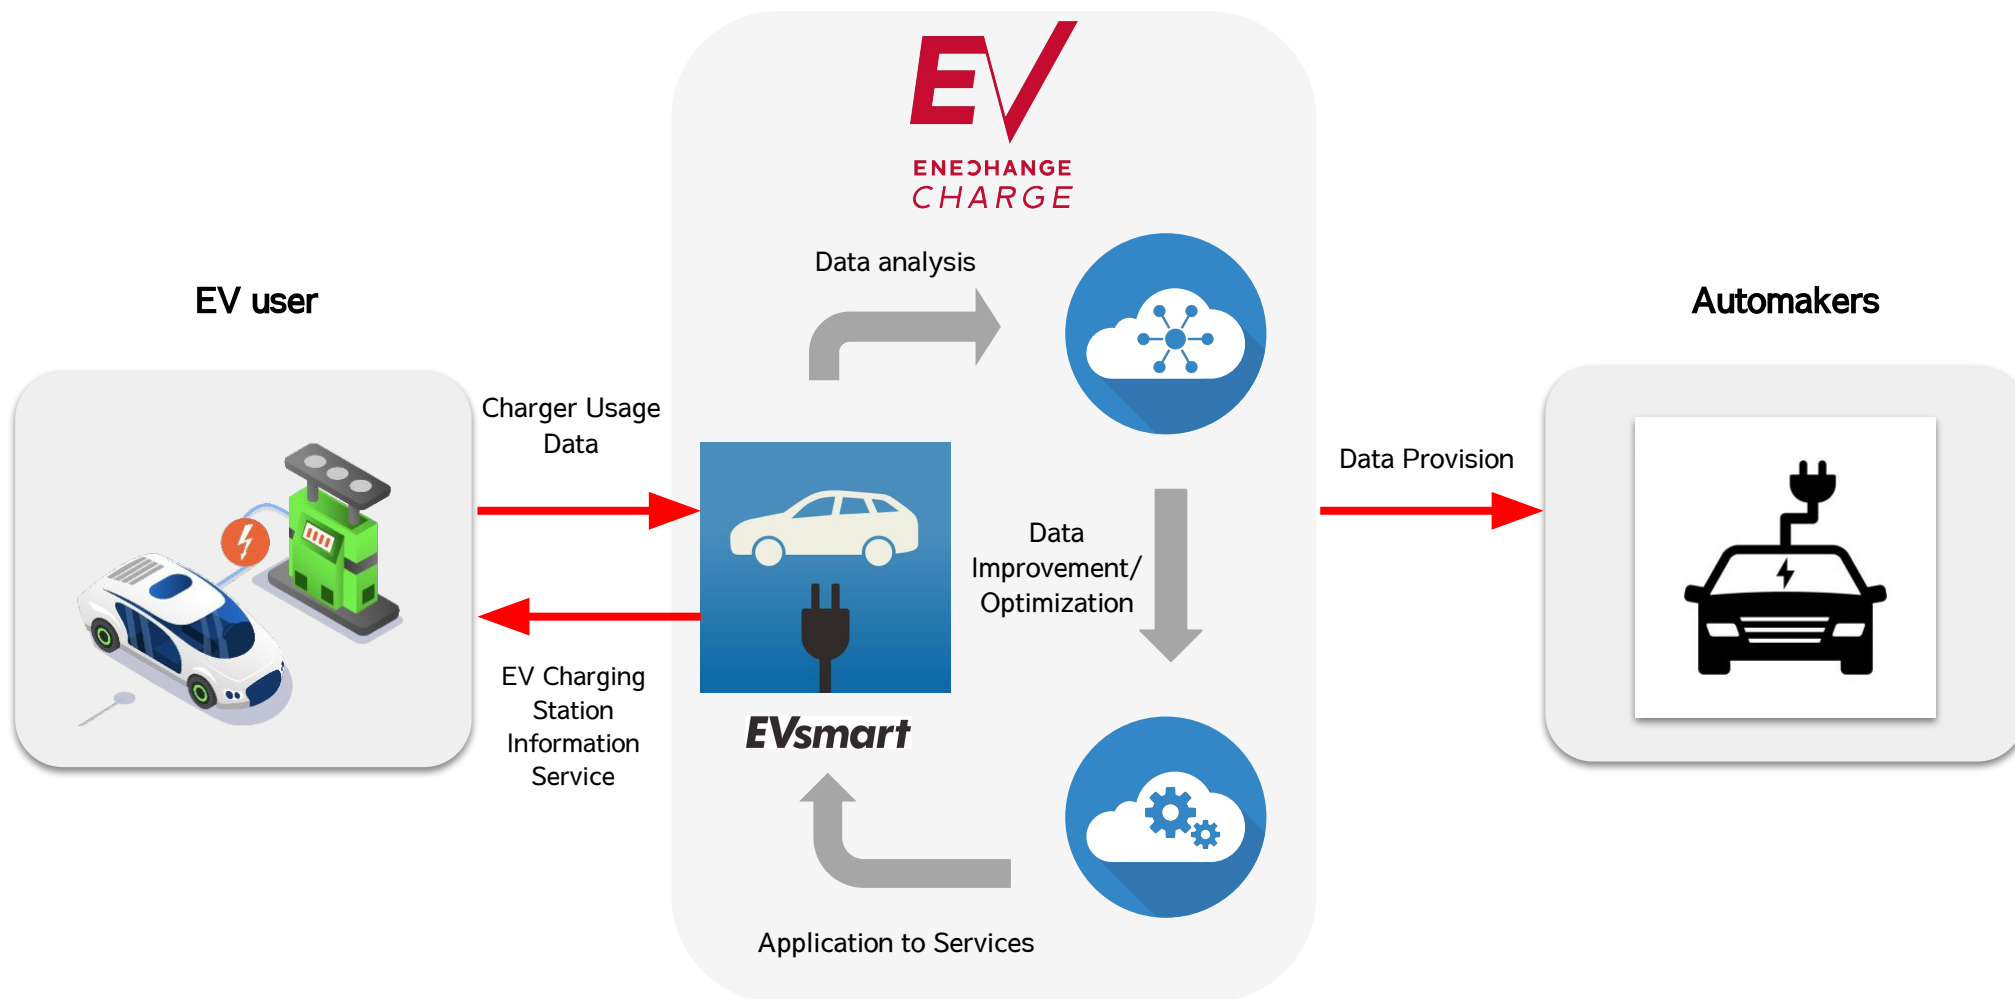 EV
ENECHANGE
CHARGE
Data analysis
EV user
Automakers
Charger Usage
Data
Data Provision
Data
Improvement/
Optimization
EV Charging
Station
Information
Service
EVsmart
Application to Services